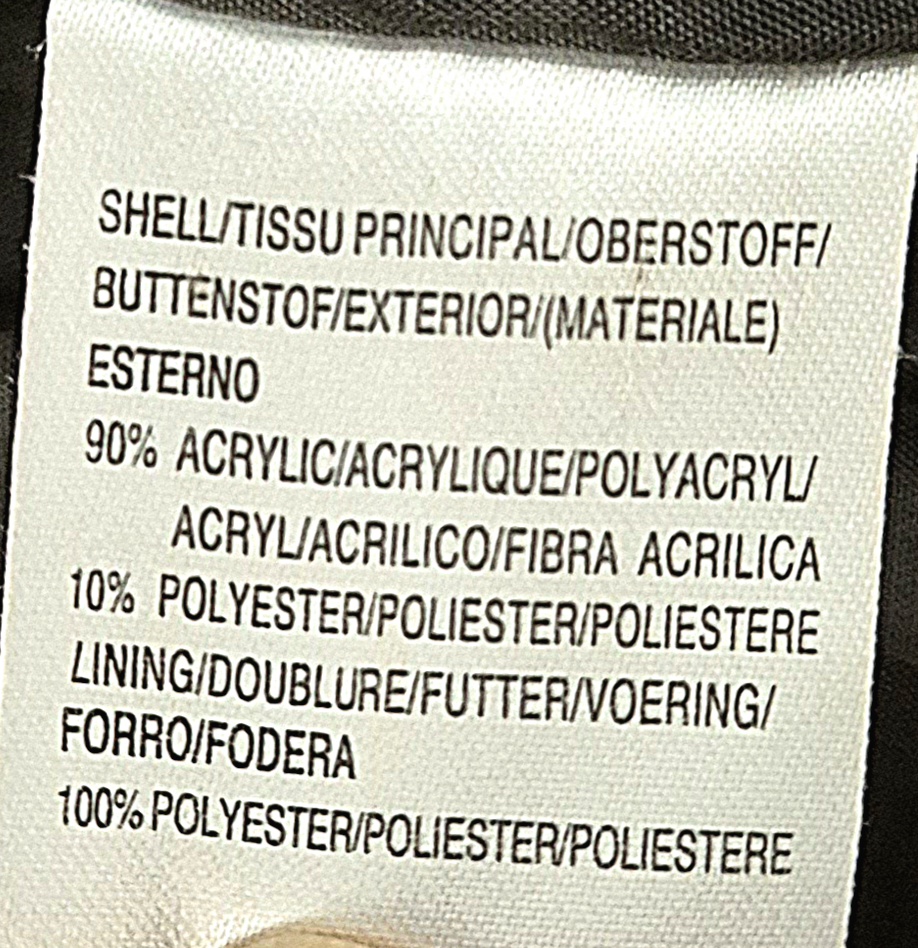 SHELL/TISSU PRINCIPAL/OBERSTOFF/
BUTTENSTOF/EXTERIOR/(MATERIALE)
ESTERNO
90% ACRYLIC/ACRYLIQUE/POLYACRYL/
ACRYL/ACRILICO/FIBRA ACRILICA
10% POLYESTER/POLIESTER/POLIESTERE
LINING/DOUBLURE/FUTTER/VOERING/
FORRO/FODERA
100% POLYESTER/POLIESTER/POLIESTERE